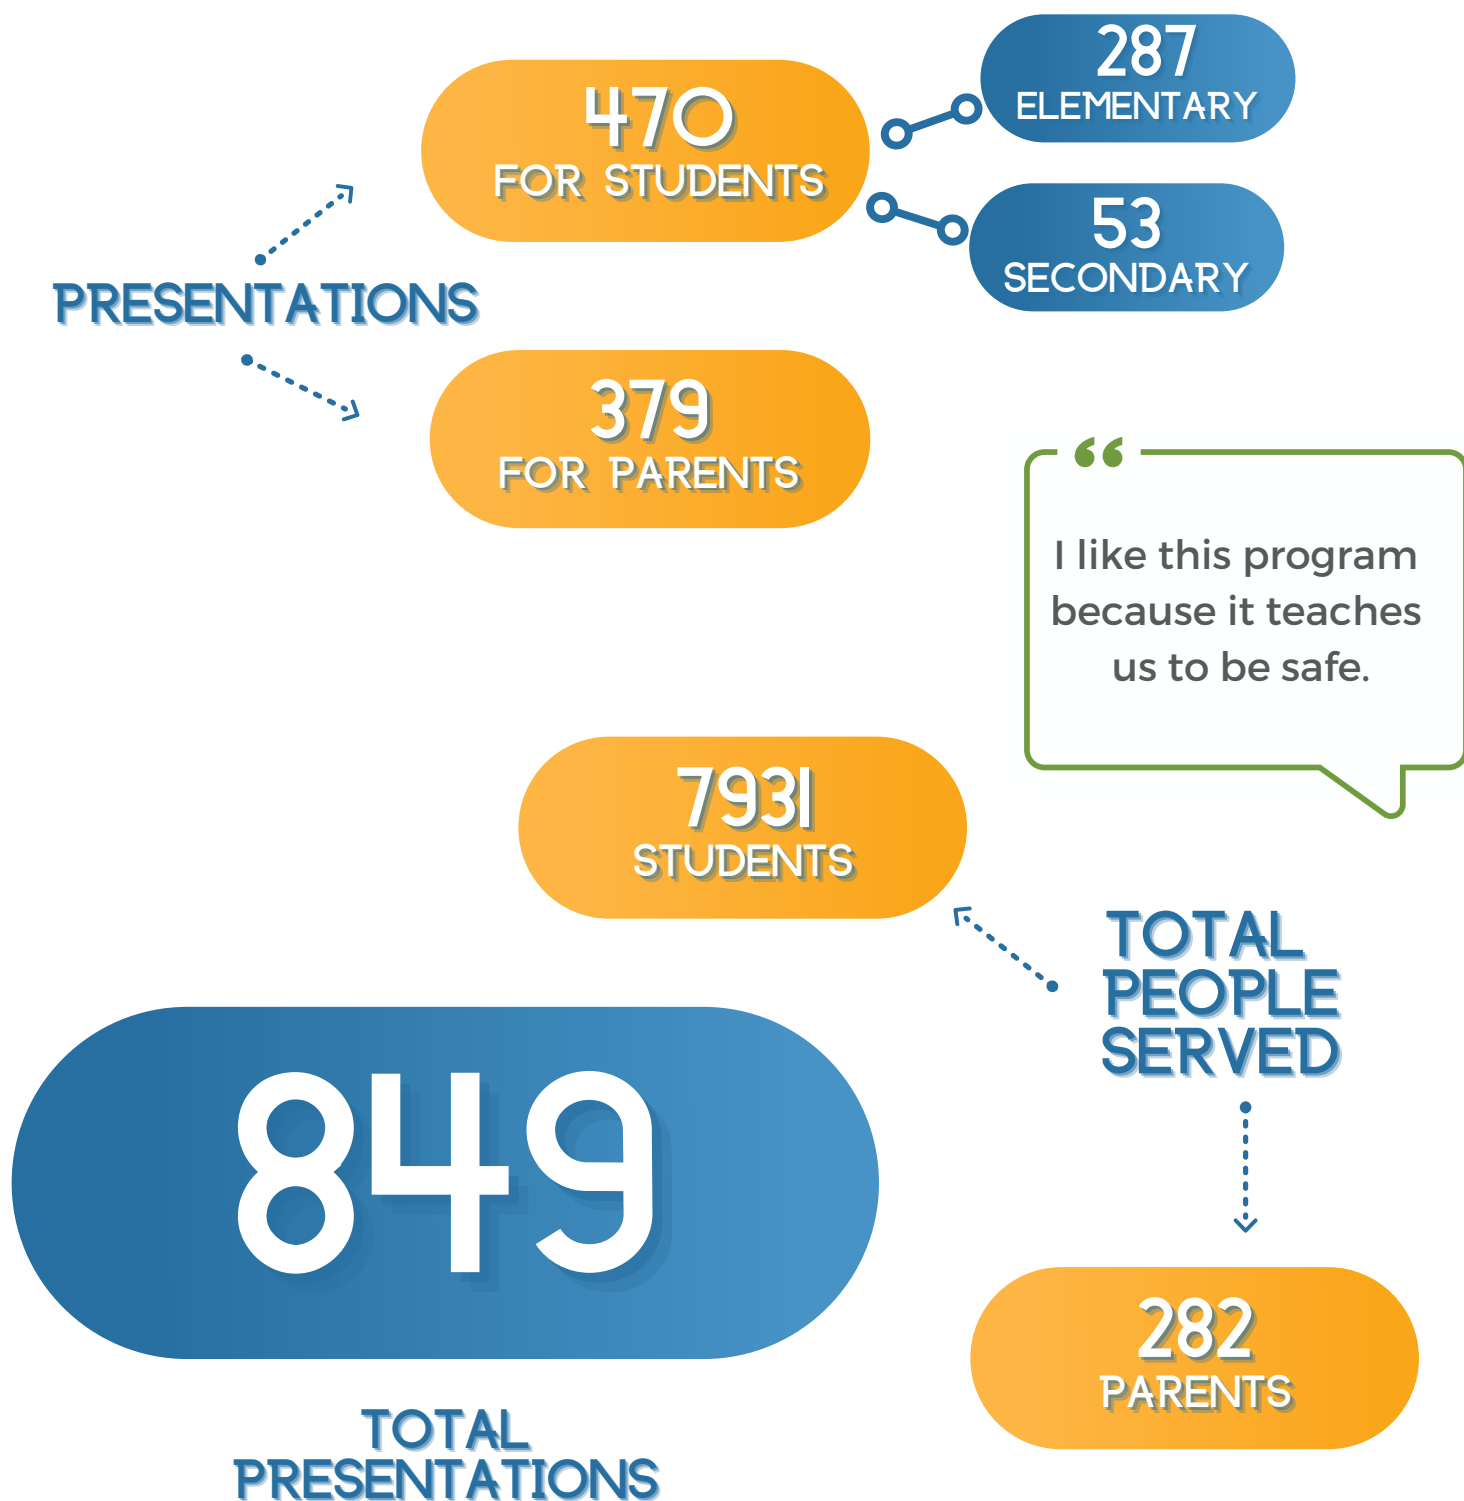 287
ELEMENTARY
470
FOR STUDENTS
53
SECONDARY
PRESENTATIONS
379
FOR PARENTS
“
I like this program
because it teaches
us to be safe.
7931
STUDENTS
TOTAL
PEOPLE
SERVED
849
TOTAL
PRESENTATIONS
282
PARENTS